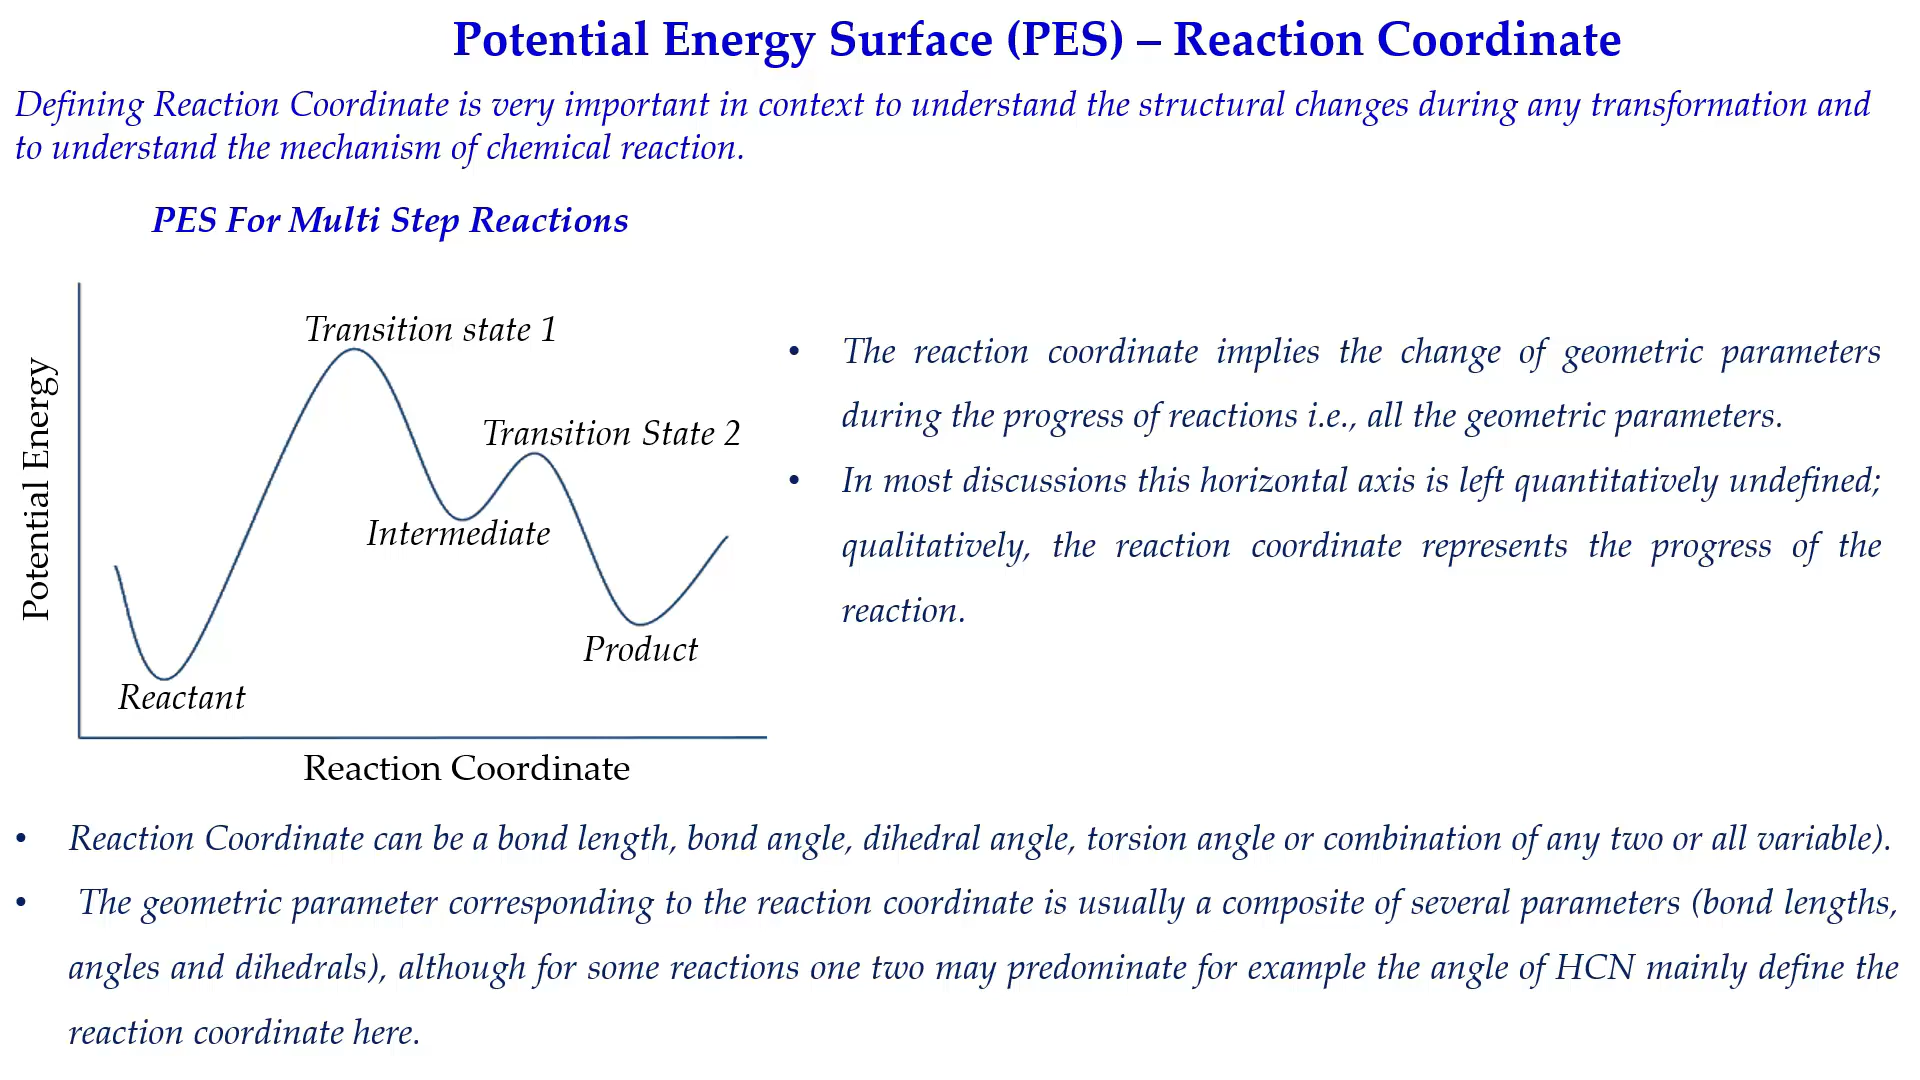 Potential Energy Surface (PES) – Reaction Coordinate
Defining Reaction Coordinate is very important in context to understand the structural changes during any transformation and
to understand the mechanism of chemical reaction.
PES For Multi Step Reactions
Potential Energy
Transition state 1
Transition State 2
Intermediate
Product
Reactant
Reaction Coordinate
• The reaction coordinate implies the change of geometric parameters
during the progress of reactions i.e., all the geometric parameters.
• In most discussions this horizontal axis is left quantitatively undefined;
qualitatively, the reaction coordinate represents the progress of the
reaction.
• Reaction Coordinate can be a bond length, bond angle, dihedral angle, torsion angle or combination of any two or all variable).
• The geometric parameter corresponding to the reaction coordinate is usually a composite of several parameters (bond lengths,
angles and dihedrals), although for some reactions one two may predominate for example the angle of HCN mainly define the
reaction coordinate here.